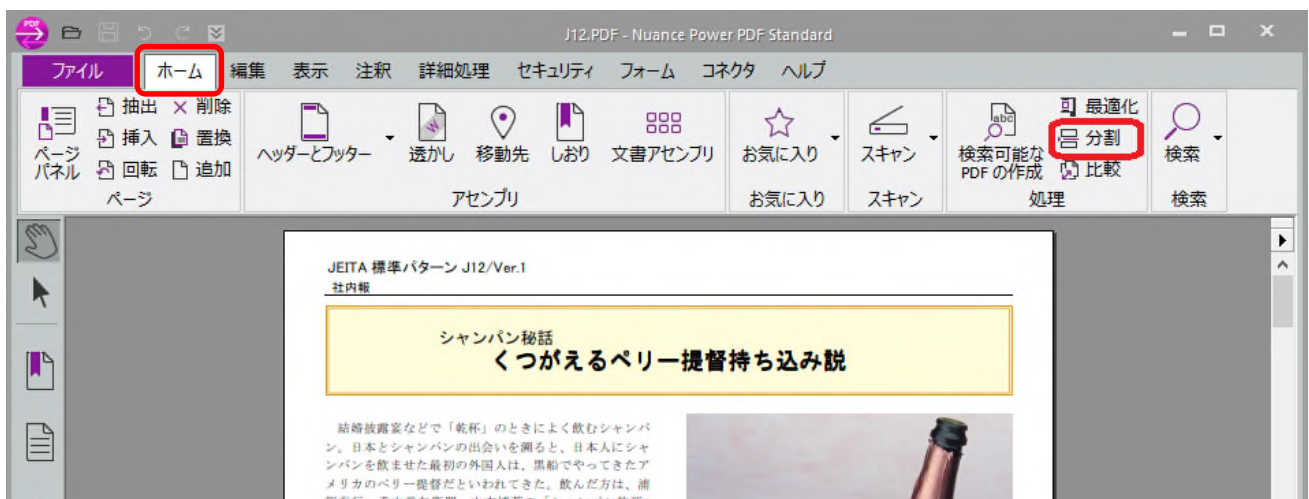 PDF
J12.PDF - Nuance Power PDF Standard
ファイル ホーム 編集 表示 注釈 詳細処理 セキュリティ フォーム コネクタ ヘルプ
ページ
パネル
抽出 削除
挿入 置換
回転 追加
ページ
ヘッダーとフッター
透かし
移動先
しおり
文書アセンブリ
アセンブリ
お気に入り
お気に入り
スキャン
スキャン
検索可能な
PDF の作成
最適化
分割
比較
処理
検索
検索
JEITA 標準パターン J12/Ver.1
社内報
シャンパン秘話
くつがえるペリー提督持ち込み説
結婚披露宴などで「乾杯」のときによく飲むシャンパ
ン。日本とシャンパンの出会いを溯ると、日本人にシャ
ンパンを飲ませた最初の外国人は、黒船でやってきたア
メリカのペリー提督だといわれてきた。飲んだ方は、浦